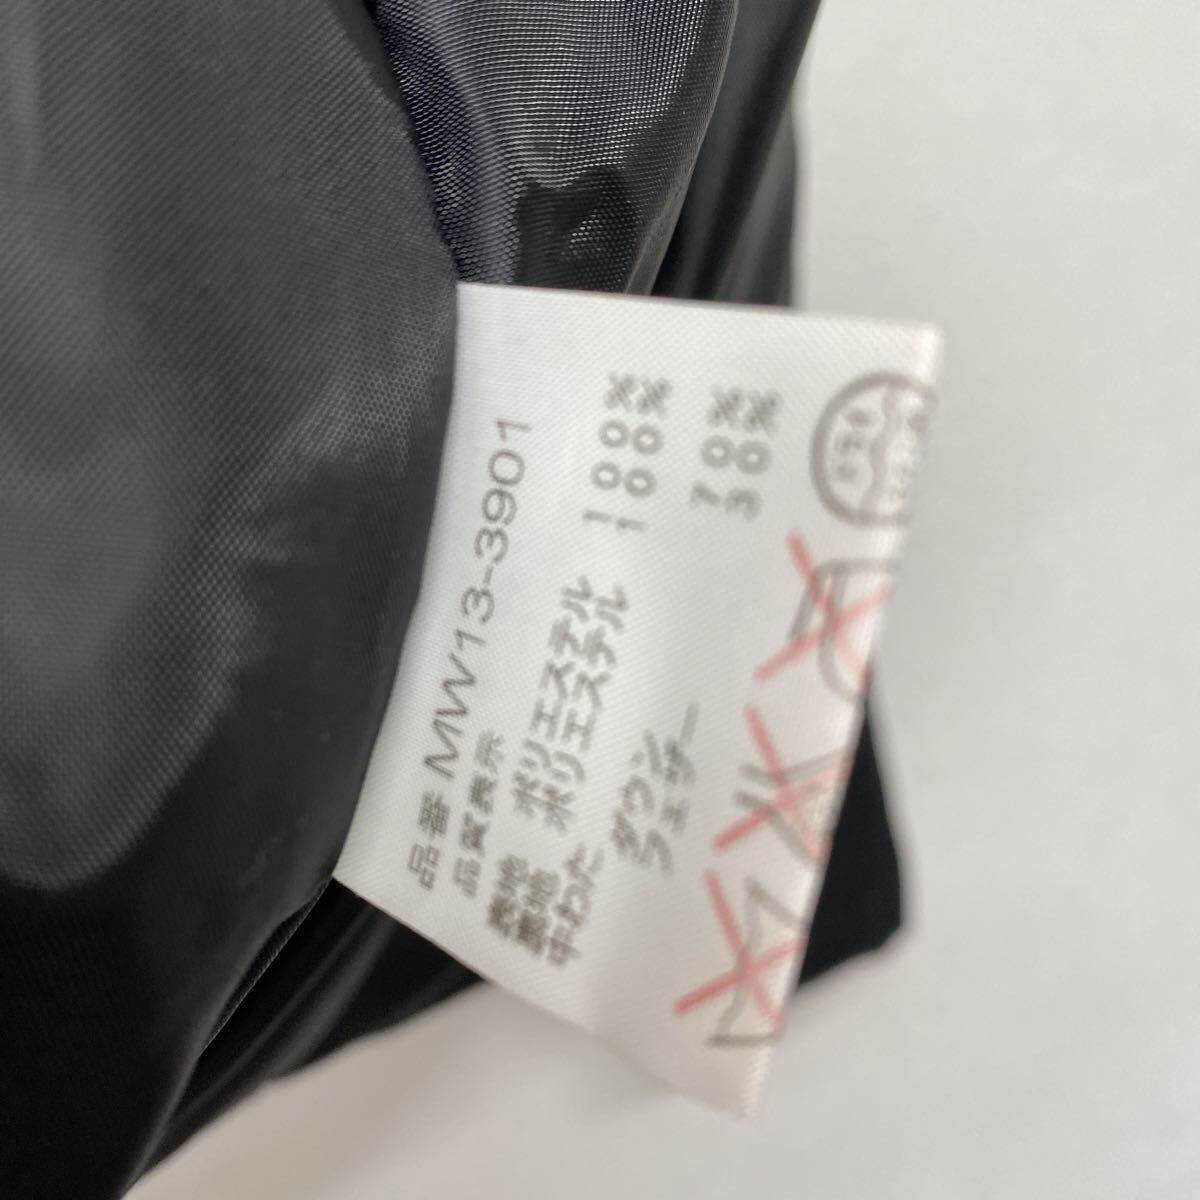 品番 MW13-3901
品質表示
表地 ポリエステル 100%
裏地 ポリエステル 100%
中わた ダウン 70%
フェザー 30%